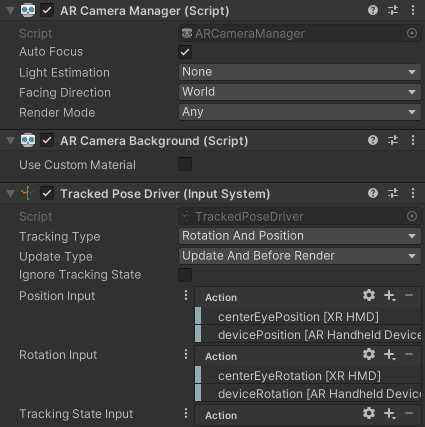 AR Camera Manager (Script)
Script ARCameraManager
Auto Focus
Light Estimation None
Facing Direction World
Render Mode Any
AR Camera Background (Script)
Use Custom Material
Tracked Pose Driver (Input System)
Script TrackedPoseDriver
Tracking Type Rotation And Position
Update Type Update And Before Render
Ignore Tracking State
Position Input Action
centerEyePosition [XR HMD]
devicePosition [AR Handheld Device
Rotation Input Action
centerEyeRotation [XR HMD]
deviceRotation [AR Handheld Device
Tracking State Input Action